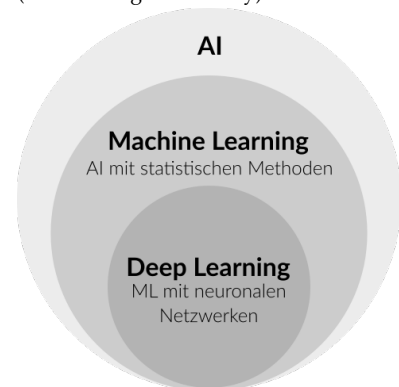 AI
Machine Learning
AI mit statistischen Methoden
Deep Learning
ML mit neuronalen
Netzwerken